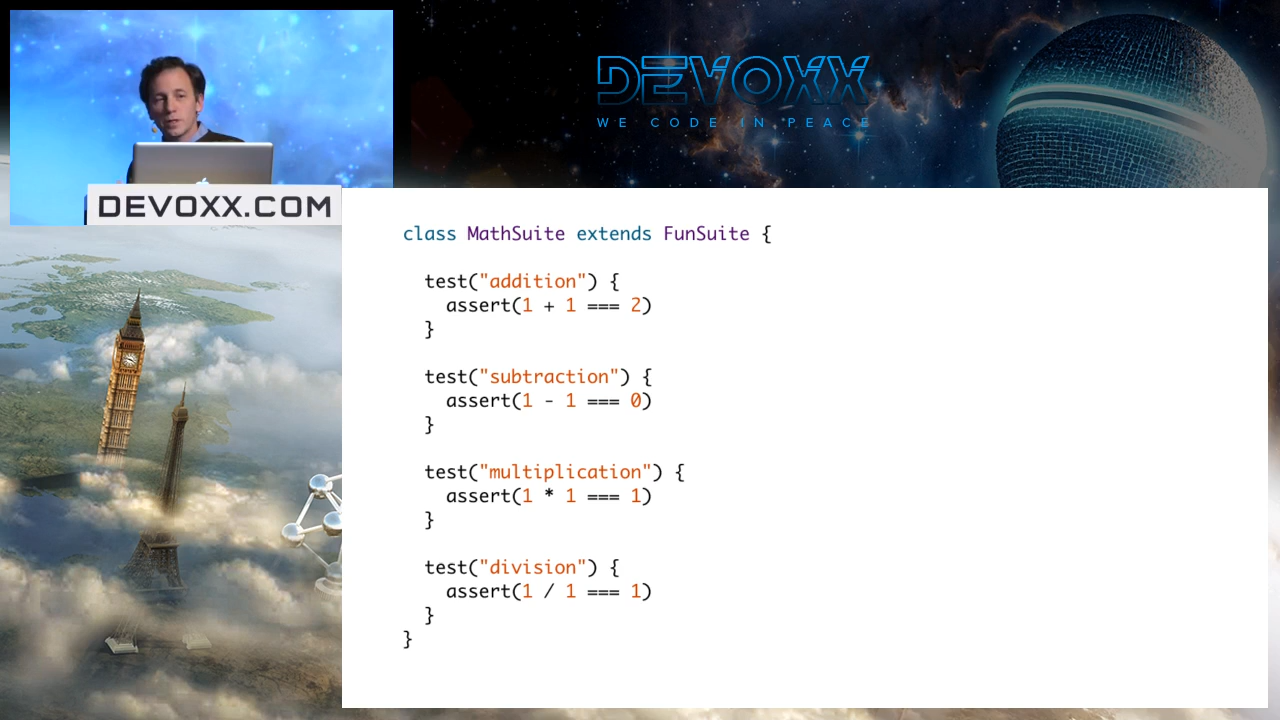 DEVOXX
WE CODE IN PEACE
DEVOXX.COM
class MathSuite extends FunSuite {
test("addition") {
assert(1 + 1 === 2)
}
test("subtraction") {
assert(1 - 1 === 0)
}
test("multiplication") {
assert(1 * 1 === 1)
}
test("division") {
assert(1 / 1 === 1)
}
}